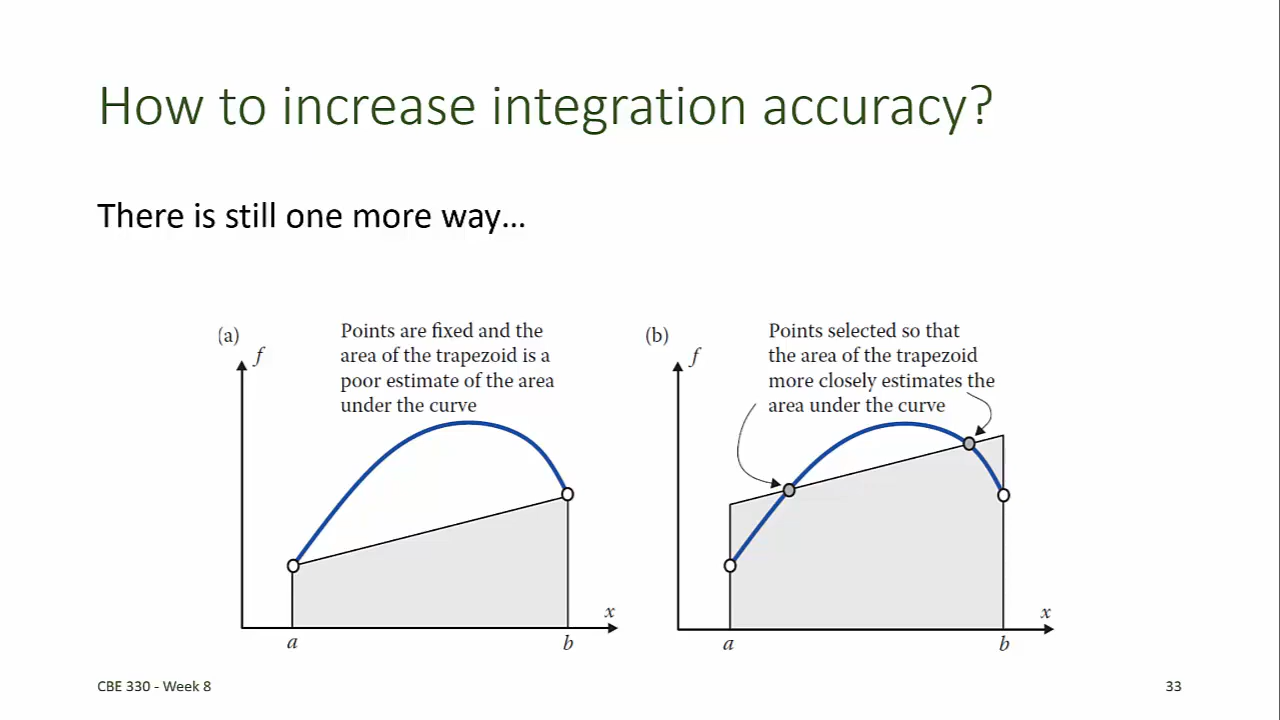 How to increase integration accuracy?
There is still one more way...
(a)
f
Points are fixed and the
area of the trapezoid is a
poor estimate of the area
under the curve
x
a
b
(b)
f
Points selected so that
the area of the trapezoid
more closely estimates the
area under the curve
x
a
b
CBE 330 - Week 8
33